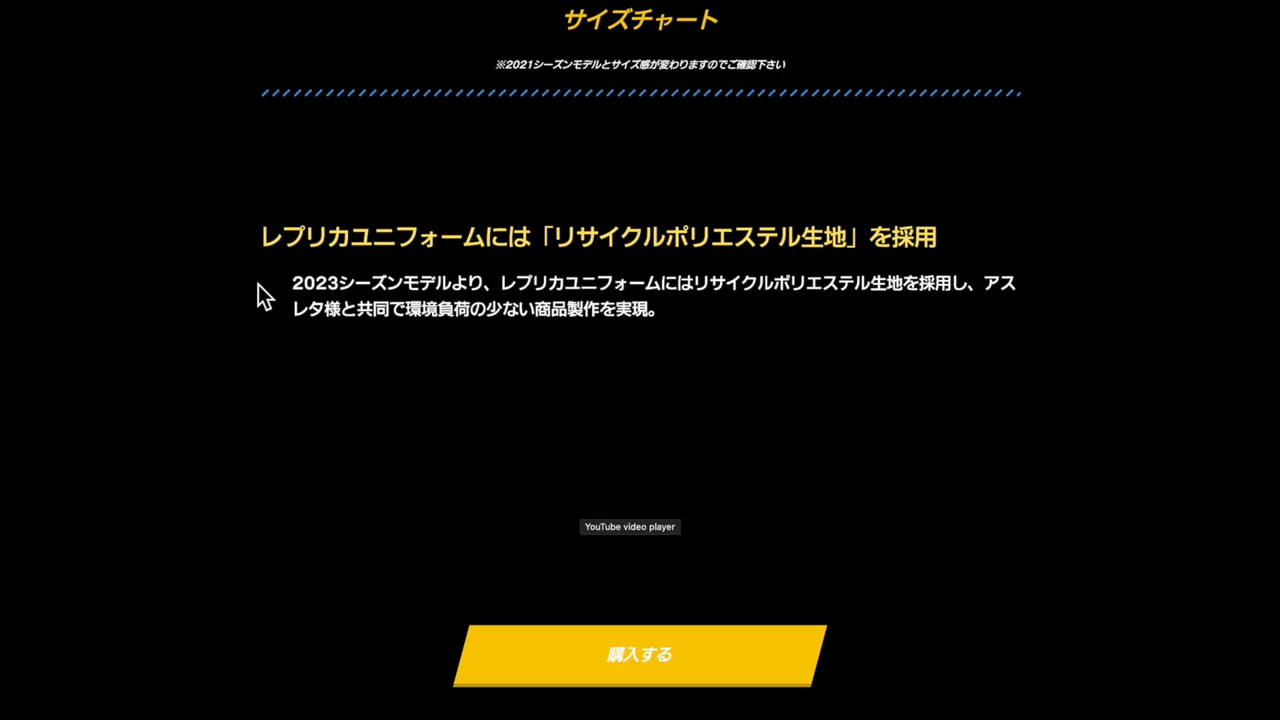 サイズチャート
※2021シーズンモデルとサイズ感が変わりますのでご確認下さい
レプリカユニフォームには「リサイクルポリエステル生地」を採用
2023シーズンモデルより、レプリカユニフォームにはリサイクルポリエステル生地を採用し、アス
レタ様と共同で環境負荷の少ない商品製作を実現。
YouTube video player
購入する